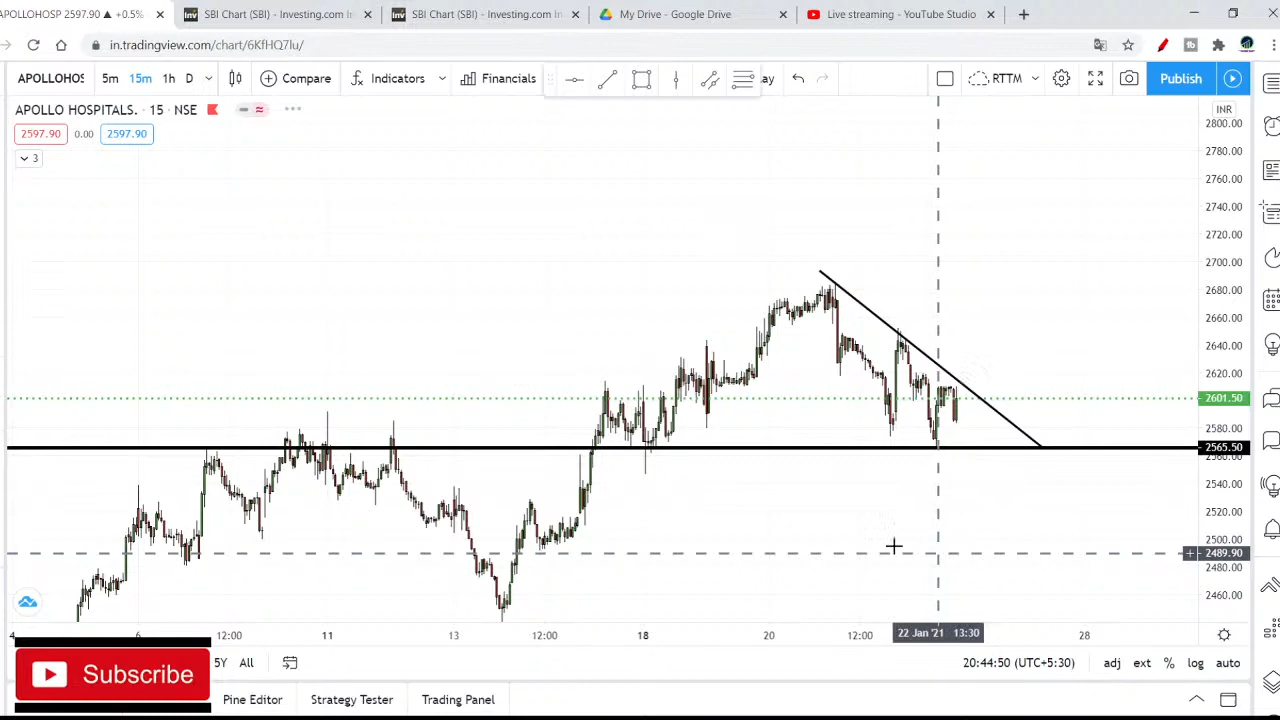 APOLLOHOSP 2597.90 ▲ +0.5%
SBI Chart (SBI) - Investing.com In
SBI Chart (SBI) - Investing.com In
My Drive - Google Drive
Live streaming - YouTube Studio
in.tradingview.com/chart/6KfHQ7lu/
APOLLOHOS
5m
15m
1h
D
Compare
Indicators
Financials
RTTM
Publish
APOLLO HOSPITALS. · 15 · NSE
INR
2597.90
0.00
2597.90
3
2800.00
2780.00
2760.00
2740.00
2720.00
2700.00
2680.00
2660.00
2640.00
2620.00
2601.50
2580.00
2565.50
2540.00
2520.00
2500.00
2489.90
2480.00
2460.00
4
6
12:00
11
13
12:00
18
20
12:00
22 Jan '21 13:30
28
5Y
All
20:44:50 (UTC+5:30)
adj
ext
%
log
auto
Subscribe
Pine Editor
Strategy Tester
Trading Panel